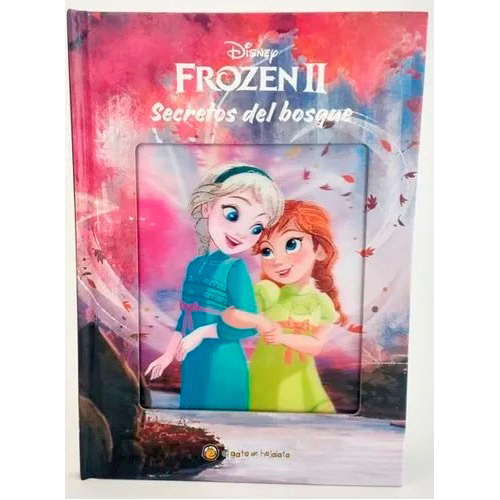 Disney
FROZEN II
Secretos del bosque
el gato de hojalata